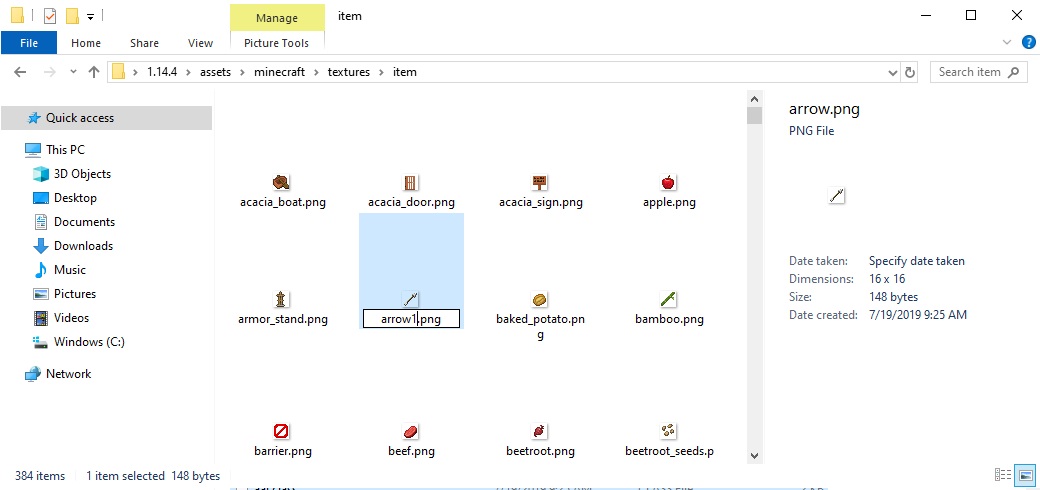 Manage
item
File
Home
Share
View
Picture Tools
1.14.4
assets
minecraft
textures
item
Search item
Quick access
This PC
3D Objects
Desktop
Documents
Downloads
Music
Pictures
Videos
Windows (C:)
Network
acacia_boat.png
acacia_door.png
acacia_sign.png
apple.png
armor_stand.png
arrow1.png
baked_potato.pn
g
bamboo.png
barrier.png
beef.png
beetroot.png
beetroot_seeds.p
arrow.png
PNG File
Date taken: Specify date taken
Dimensions: 16 x 16
Size: 148 bytes
Date created: 7/19/2019 9:25 AM
384 items
1 item selected 148 bytes